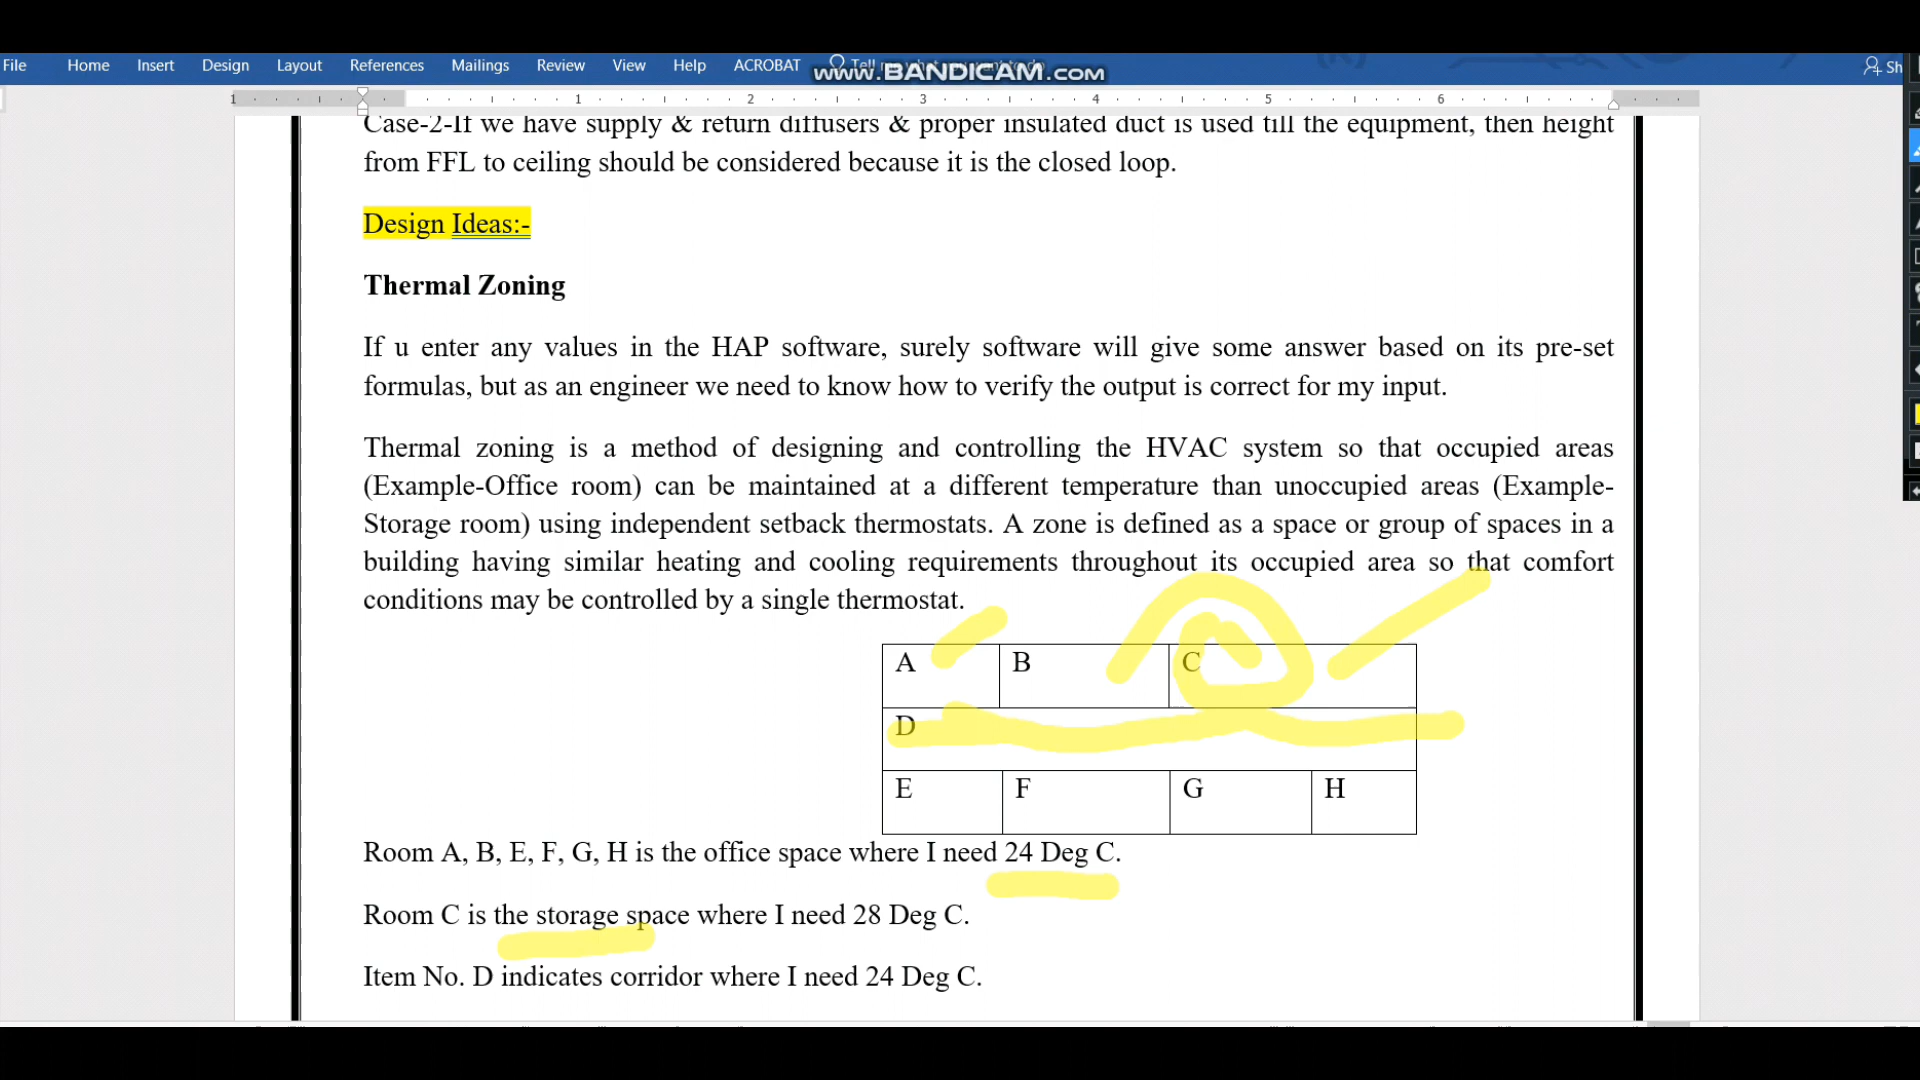 www.BANDICAM.com
File Home Insert Design Layout References Mailings Review View Help ACROBAT Tell Sh
1 1 2 3 4 5 6
Case-2-If we have supply & return diffusers & proper insulated duct is used till the equipment, then height
from FFL to ceiling should be considered because it is the closed loop.
Design Ideas:-
Thermal Zoning
If u enter any values in the HAP software, surely software will give some answer based on its pre-set
formulas, but as an engineer we need to know how to verify the output is correct for my input.
Thermal zoning is a method of designing and controlling the HVAC system so that occupied areas
(Example-Office room) can be maintained at a different temperature than unoccupied areas (Example-
Storage room) using independent setback thermostats. A zone is defined as a space or group of spaces in a
building having similar heating and cooling requirements throughout its occupied area so that comfort
conditions may be controlled by a single thermostat.
A B C
D
E F G H
Room A, B, E, F, G, H is the office space where I need 24 Deg C.
Room C is the storage space where I need 28 Deg C.
Item No. D indicates corridor where I need 24 Deg C.